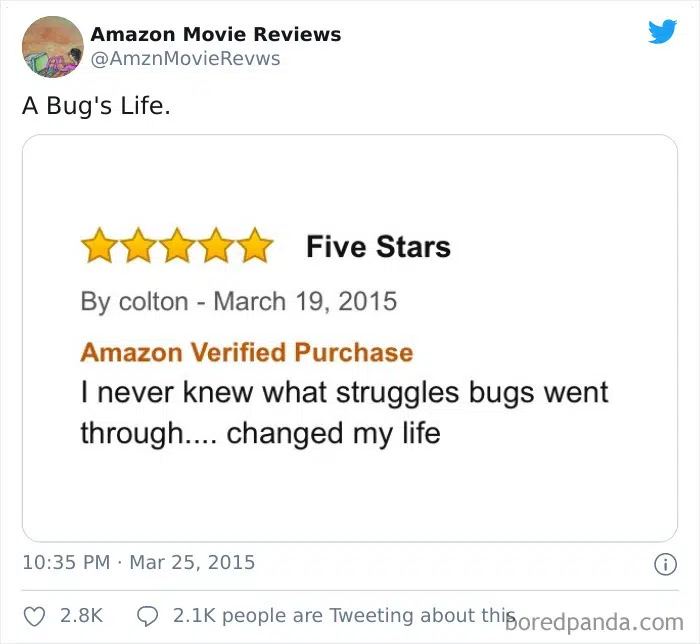 Amazon Movie Reviews
@AmznMovieRevws
A Bug's Life.
Five Stars
By colton - March 19, 2015
Amazon Verified Purchase
I never knew what struggles bugs went
through.... changed my life
10:35 PM · Mar 25, 2015
2.8K 2.1K people are Tweeting about this
boredpanda.com